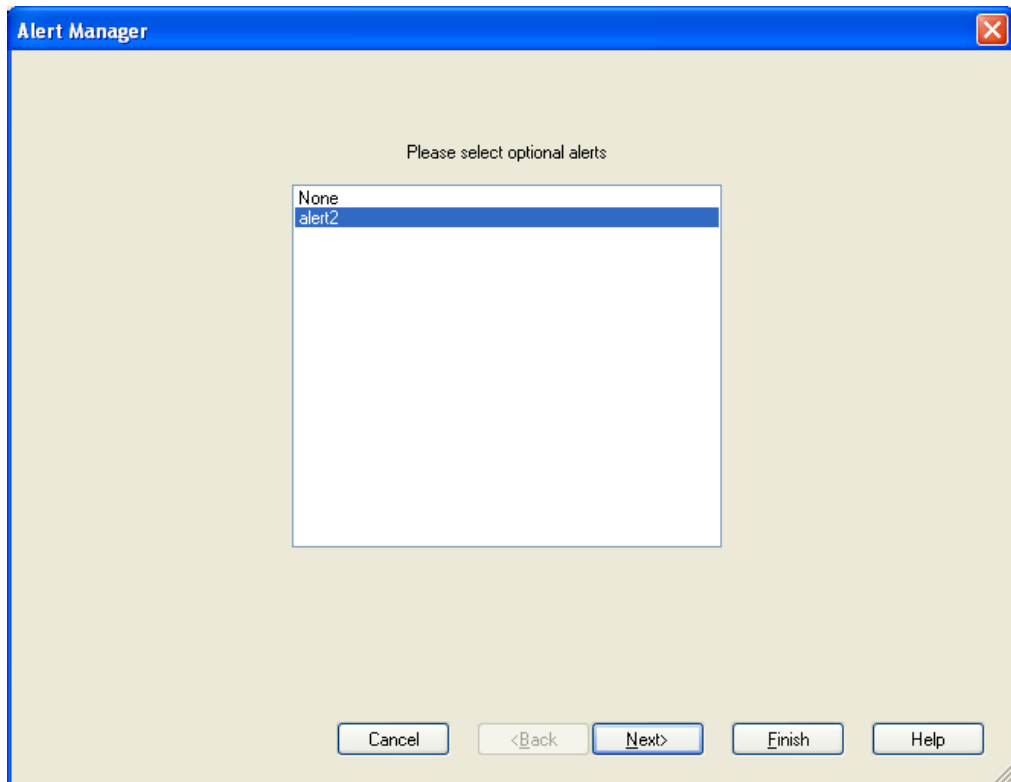 Alert Manager
Please select optional alerts
None
alert2
Cancel <Back Next> Finish Help